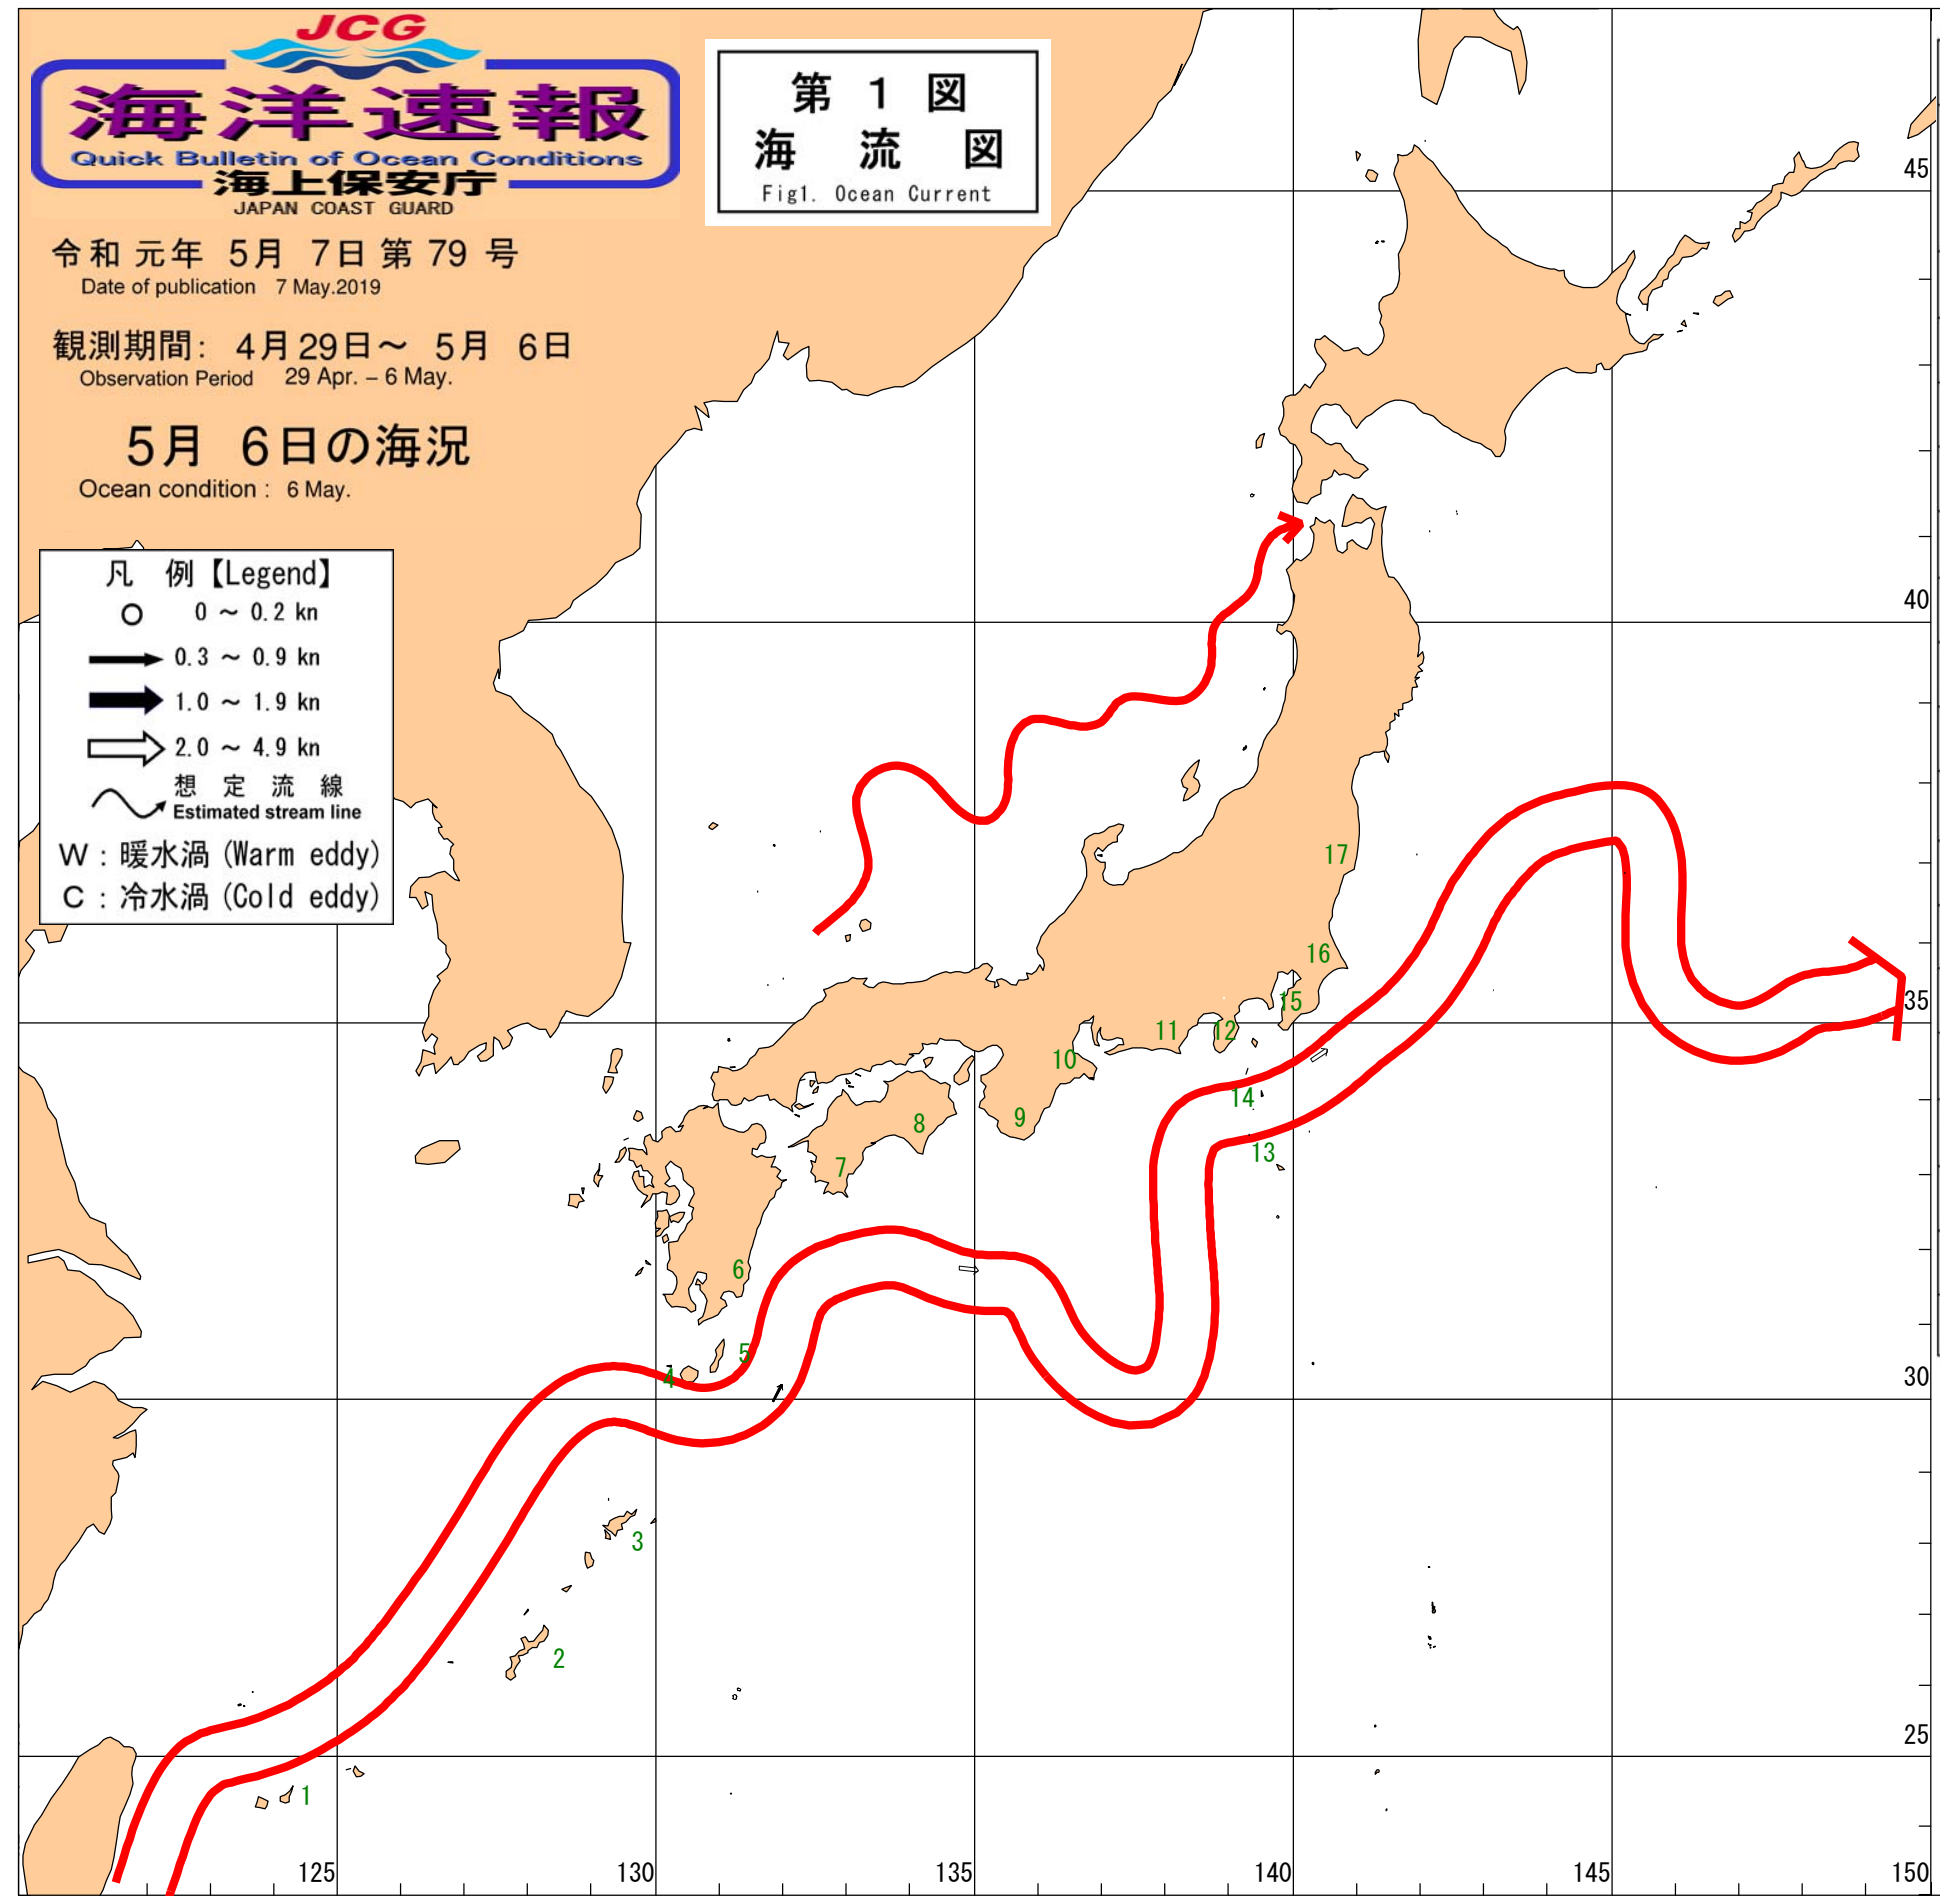 JCG
海洋速報
Quick Bulletin of Ocean Conditions
海上保安庁
JAPAN COAST GUARD
第 1 図
海 流 図
Fig1. Ocean Current
令和 元年 5月 7日 第 79 号
Date of publication 7 May.2019
観測期間: 4月29日～ 5月 6日
Observation Period 29 Apr. – 6 May.
5月 6日の海況
Ocean condition : 6 May.
凡 例【Legend】
0 ～ 0.2 kn
0.3 ～ 0.9 kn
1.0 ～ 1.9 kn
2.0 ～ 4.9 kn
想 定 流 線
Estimated stream line
W : 暖水渦 (Warm eddy)
C : 冷水渦 (Cold eddy)
45
40
17
16
35
15
12
11
10
14
9
8
13
7
6
5
4
30
3
2
25
1
125
130
135
140
145
150